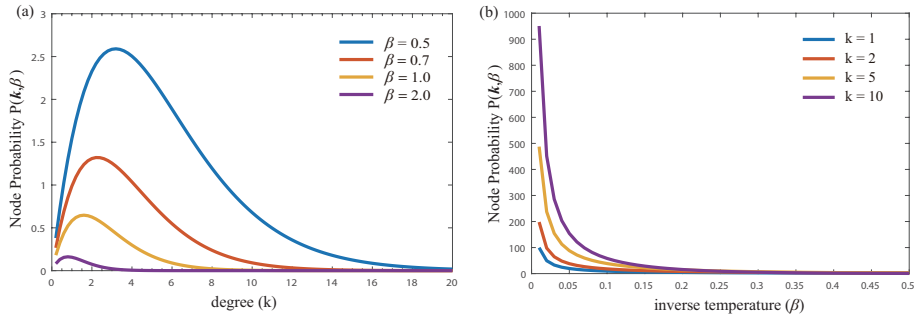 (a)
Node Probability P(k,β)
3
2.5
2
1.5
1
0.5
0
0 2 4 6 8 10 12 14 16 18 20
degree (k)
β = 0.5
β = 0.7
β = 1.0
β = 2.0
(b)
Node Probability P(k,β)
1000
900
800
700
600
500
400
300
200
100
0
0 0.05 0.1 0.15 0.2 0.25 0.3 0.35 0.4 0.45 0.5
inverse temperature (β)
k = 1
k = 2
k = 5
k = 10